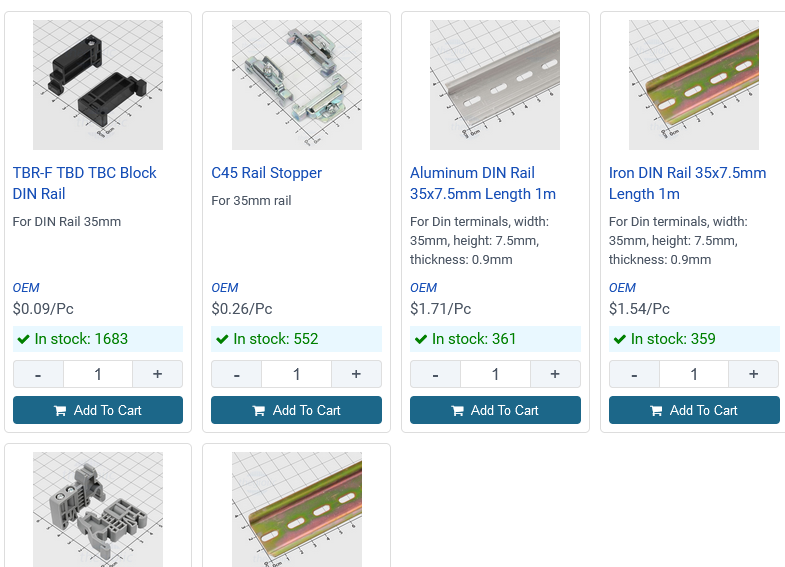 TBR-F TBD TBC Block
DIN Rail
For DIN Rail 35mm
OEM
$0.09/Pc
In stock: 1683
- 1 +
Add To Cart
C45 Rail Stopper
For 35mm rail
OEM
$0.26/Pc
In stock: 552
- 1 +
Add To Cart
Aluminum DIN Rail
35x7.5mm Length 1m
For Din terminals, width:
35mm, height: 7.5mm,
thickness: 0.9mm
OEM
$1.71/Pc
In stock: 361
- 1 +
Add To Cart
Iron DIN Rail 35x7.5mm
Length 1m
For Din terminals, width:
35mm, height: 7.5mm,
thickness: 0.9mm
OEM
$1.54/Pc
In stock: 359
- 1 +
Add To Cart